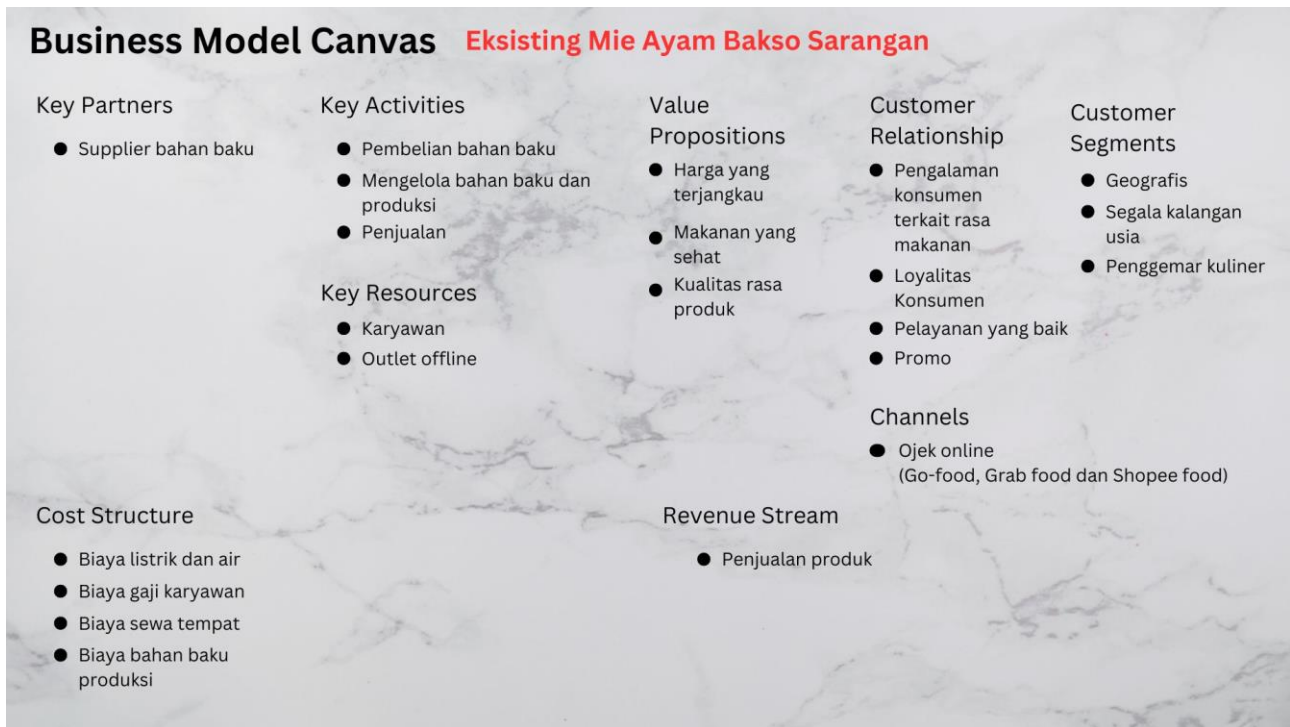 Business Model Canvas Eksisting Mie Ayam Bakso Sarangan
Key Partners
Supplier bahan baku
Key Activities
Pembelian bahan baku
Mengelola bahan baku dan
produksi
Penjualan
Key Resources
Karyawan
Outlet offline
Value
Propositions
Harga yang
terjangkau
Makanan yang
sehat
Kualitas rasa
produk
Customer
Relationship
Pengalaman
konsumen
terkait rasa
makanan
Loyalitas
Konsumen
Pelayanan yang baik
Promo
Channels
Ojek online
(Go-food, Grab food dan Shopee food)
Customer
Segments
Geografis
Segala kalangan
usia
Penggemar kuliner
Cost Structure
Biaya listrik dan air
Biaya gaji karyawan
Biaya sewa tempat
Biaya bahan baku
produksi
Revenue Stream
Penjualan produk